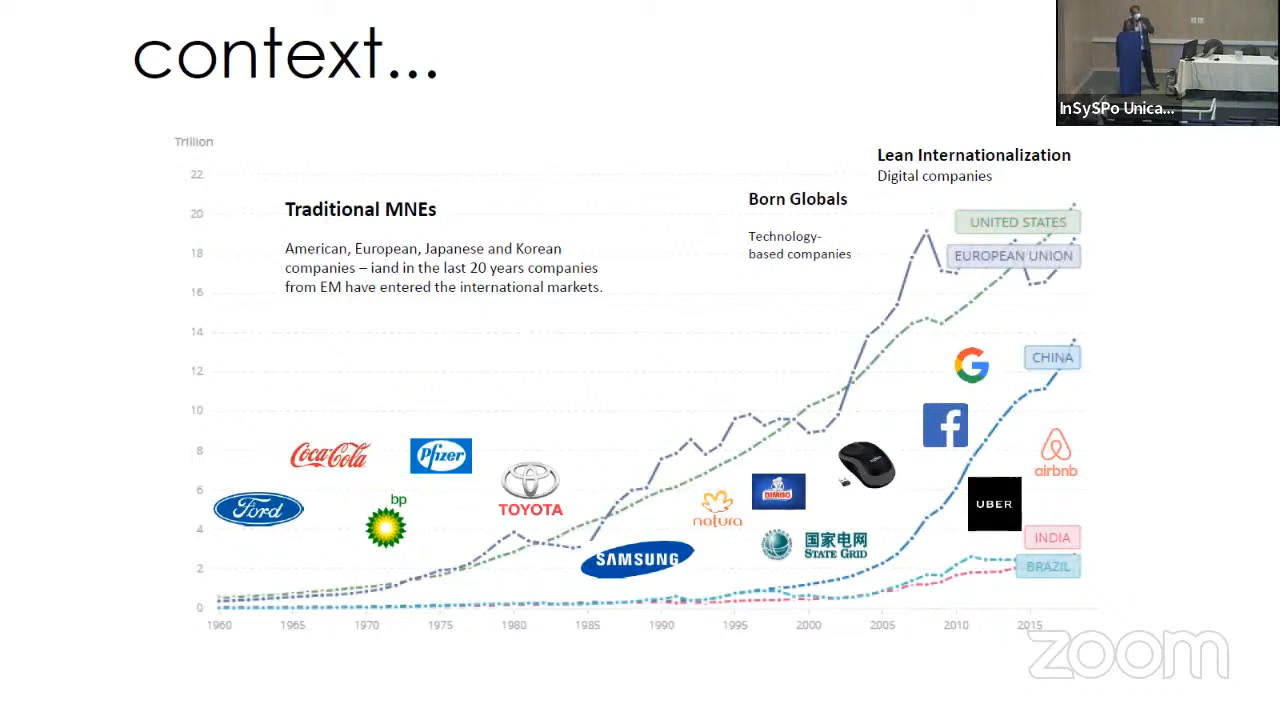 context...
InSySPo Unica...
Trillion
Lean Internationalization
Digital companies
22
Born Globals
Traditional MNEs
20
UNITED STATES
Technology-
based companies
American, European, Japanese and Korean
companies – iand in the last 20 years companies
from EM have entered the international markets.
18
EUROPEAN UNION
16
14
CHINA
12
G
10
f
Coca-Cola
Pfizer
8
airbnb
TOYOTA
6
BIMBO
natura
Ford
bp
UBER
4
国家电网
STATE GRID
INDIA
SAMSUNG
2
BRAZIL
0
1960 1965 1970 1975 1980 1985 1990 1995 2000 2005 2010 2015
zoom